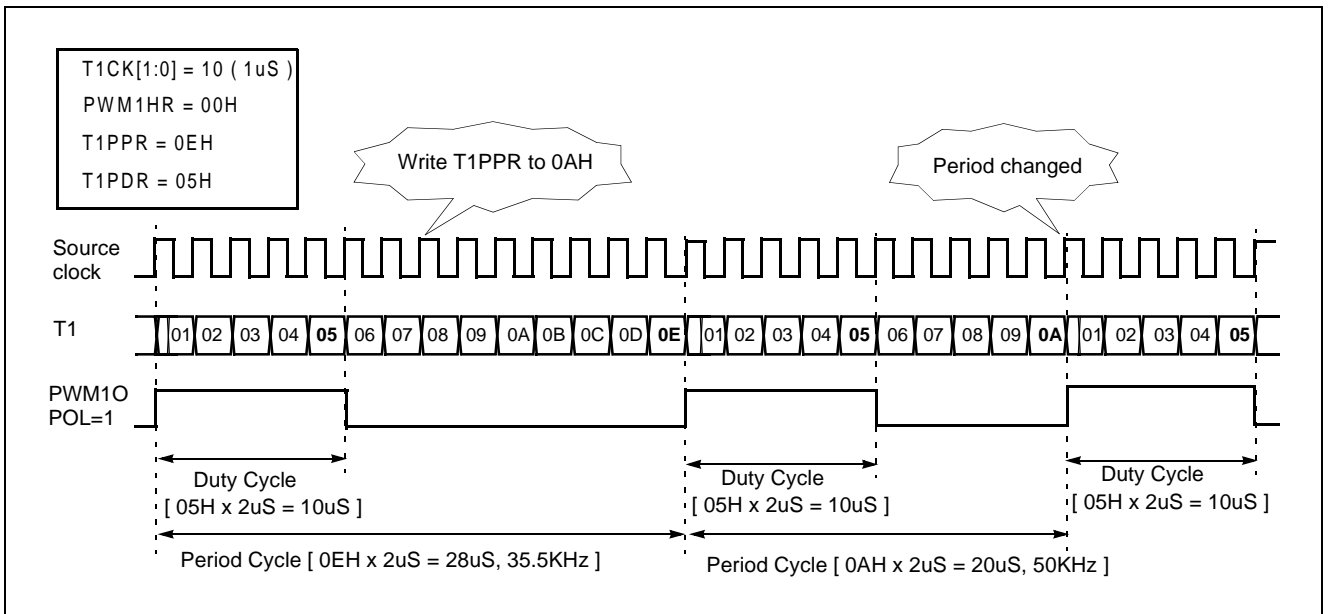 T1CK[1:0] = 10 ( 1uS )
PWM1HR = 00H
T1PPR = 0EH
T1PDR = 05H
Write T1PPR to 0AH
Period changed
Source
clock
T1
01 02 03 04 05 06 07 08 09 0A 0B 0C 0D 0E 01 02 03 04 05 06 07 08 09 0A 01 02 03 04 05
PWM1O
POL=1
Duty Cycle
[ 05H x 2uS = 10uS ]
Duty Cycle
[ 05H x 2uS = 10uS ]
Duty Cycle
[ 05H x 2uS = 10uS ]
Period Cycle [ 0EH x 2uS = 28uS, 35.5KHz ]
Period Cycle [ 0AH x 2uS = 20uS, 50KHz ]